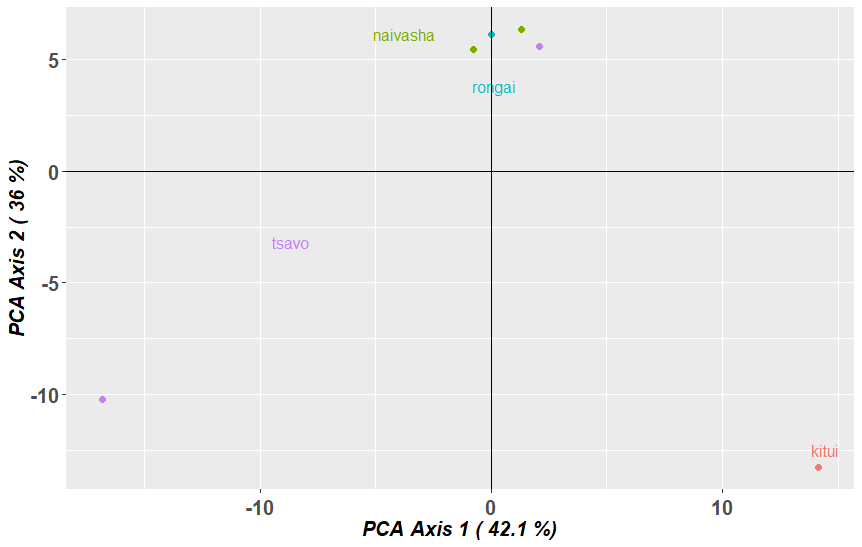 naivasha
rongai
tsavo
kitui
5
0
-5
-10
-10
0
10
PCA Axis 2 ( 36 %)
PCA Axis 1 ( 42.1 %)